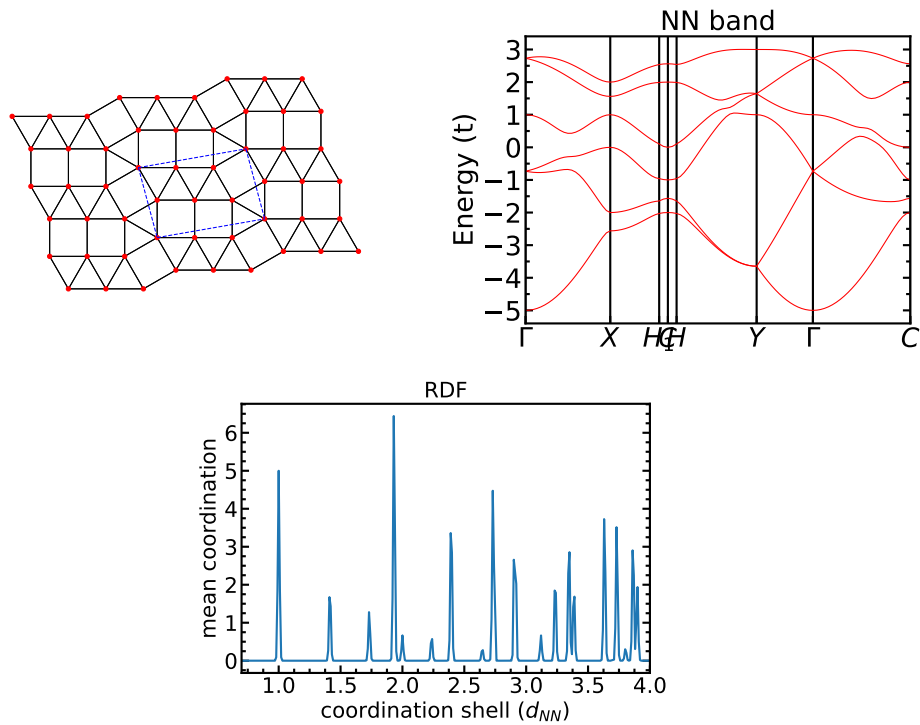 NN band
Energy (t)
3
2
1
0
−1
−2
−3
−4
−5
Γ X H C H Y Γ C
RDF
mean coordination
6
5
4
3
2
1
0
1.0 1.5 2.0 2.5 3.0 3.5 4.0
coordination shell (d_NN)